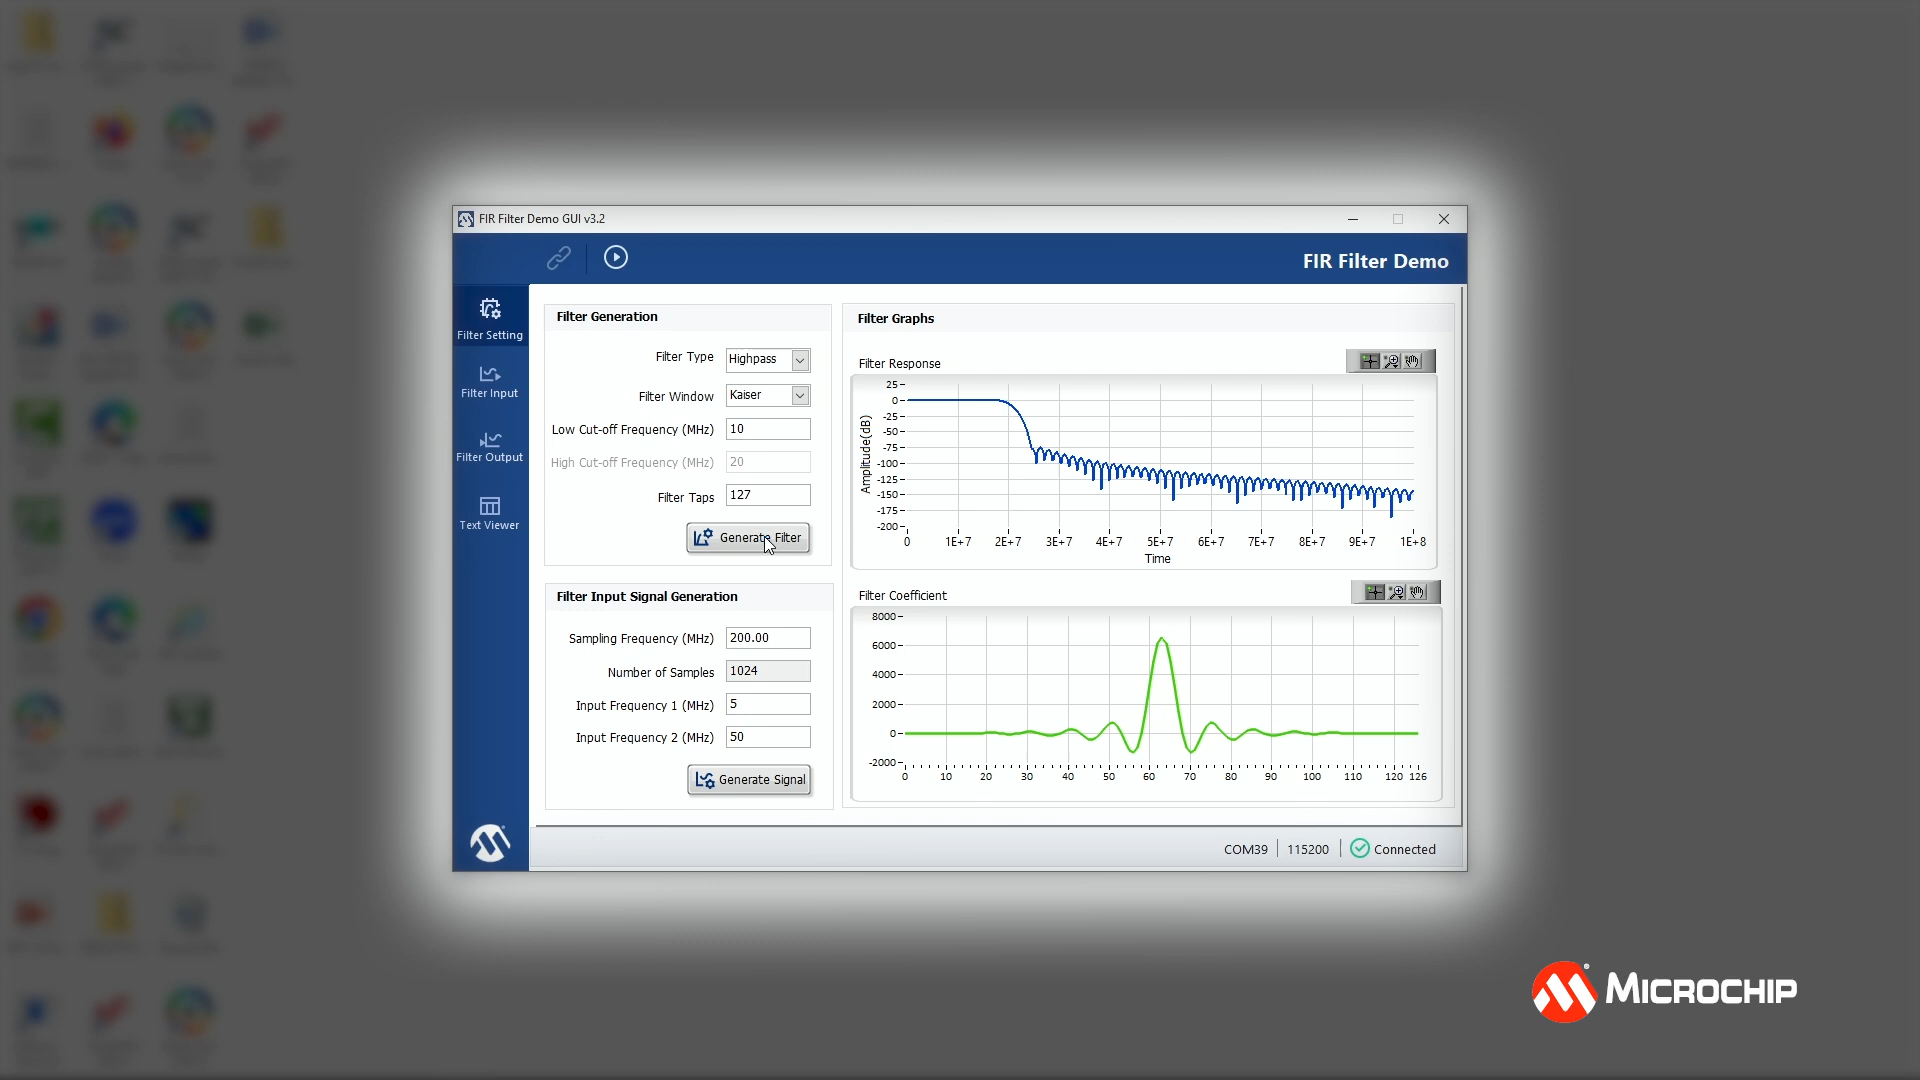 FIR Filter Demo GUI v3.2
FIR Filter Demo
Filter Setting
Filter Input
Filter Output
Text Viewer
Filter Generation
Filter Type Highpass
Filter Window Kaiser
Low Cut-off Frequency (MHz) 10
High Cut-off Frequency (MHz) 20
Filter Taps 127
Generate Filter
Filter Input Signal Generation
Sampling Frequency (MHz) 200.00
Number of Samples 1024
Input Frequency 1 (MHz) 5
Input Frequency 2 (MHz) 50
Generate Signal
Filter Graphs
Filter Response
Amplitude(dB)
25
0
-25
-50
-75
-100
-125
-150
-175
-200
0 1E+7 2E+7 3E+7 4E+7 5E+7 6E+7 7E+7 8E+7 9E+7 1E+8
Time
Filter Coefficient
8000
6000
4000
2000
0
-2000
0 10 20 30 40 50 60 70 80 90 100 110 120 126
COM39 115200 Connected
MICROCHIP